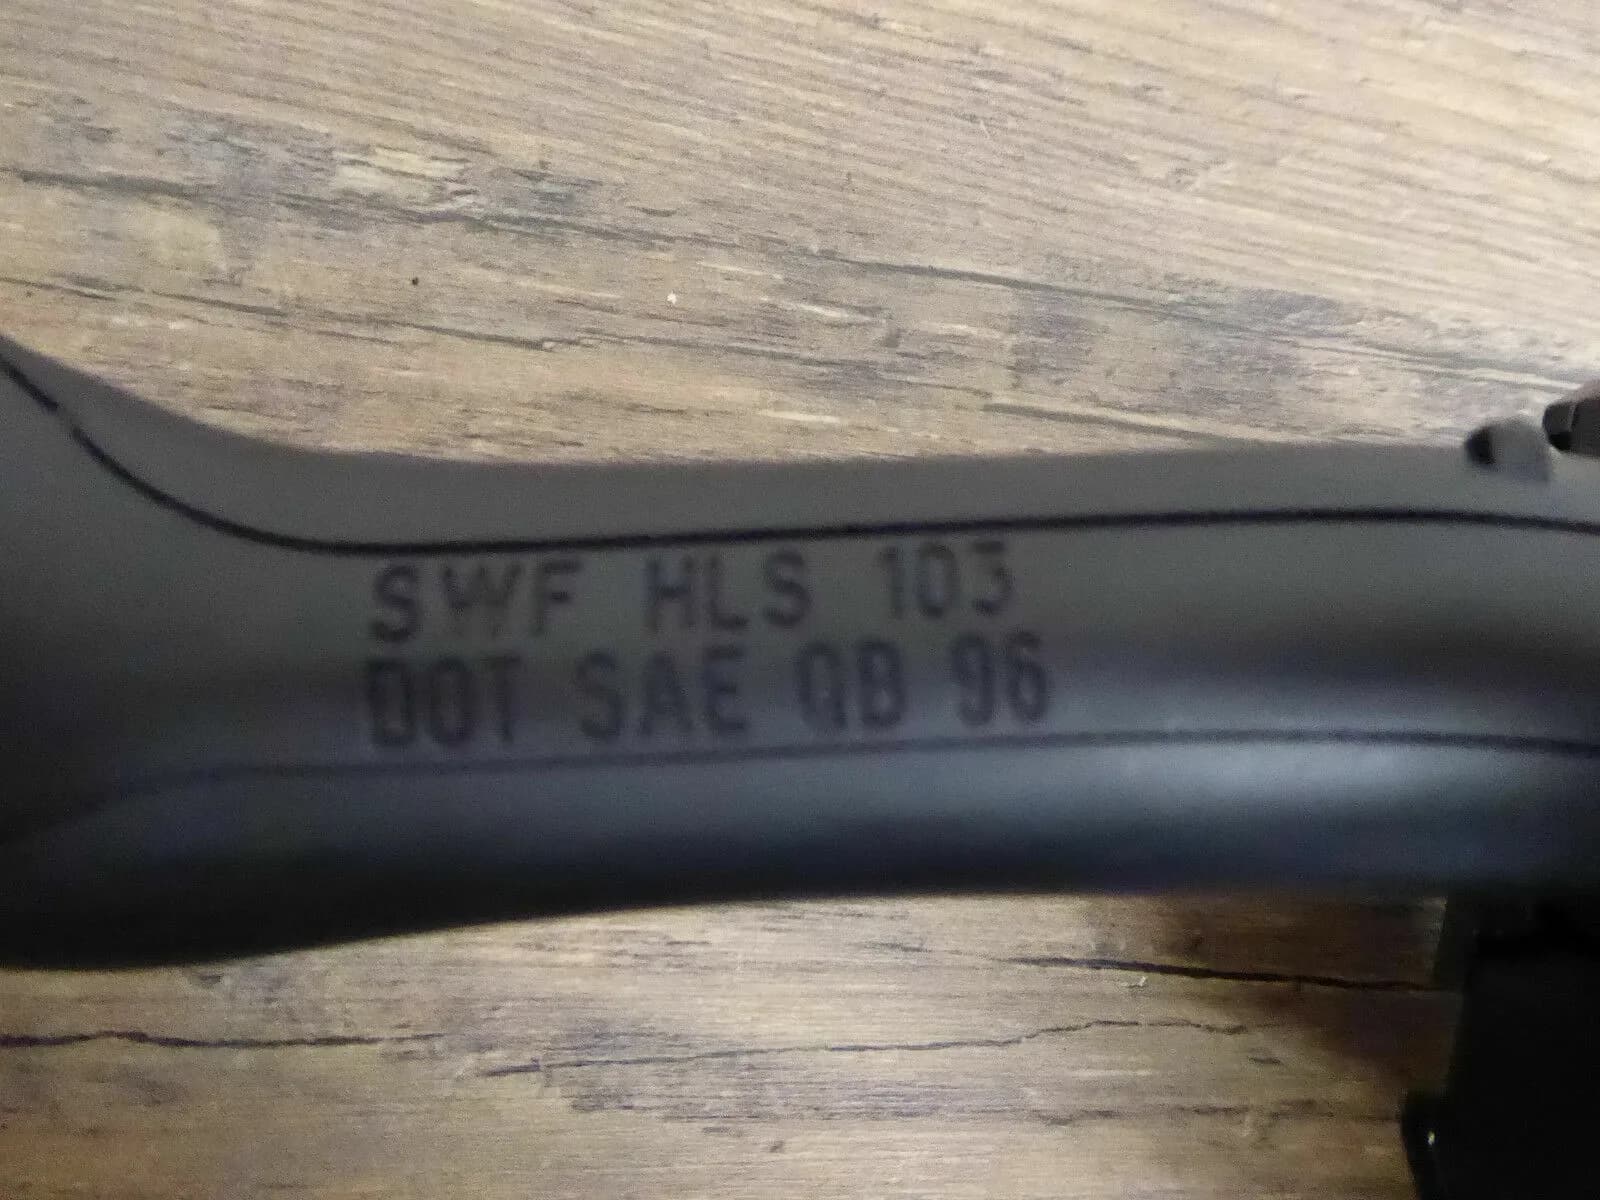 SWF HLS 103
DOT SAE QB 96